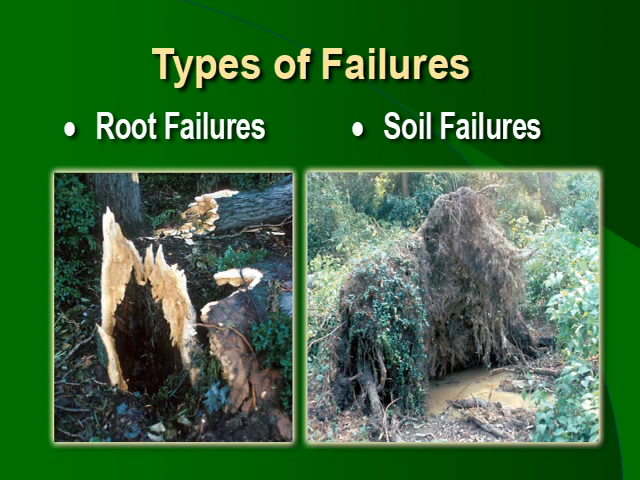 Types of Failures
• Root Failures
• Soil Failures